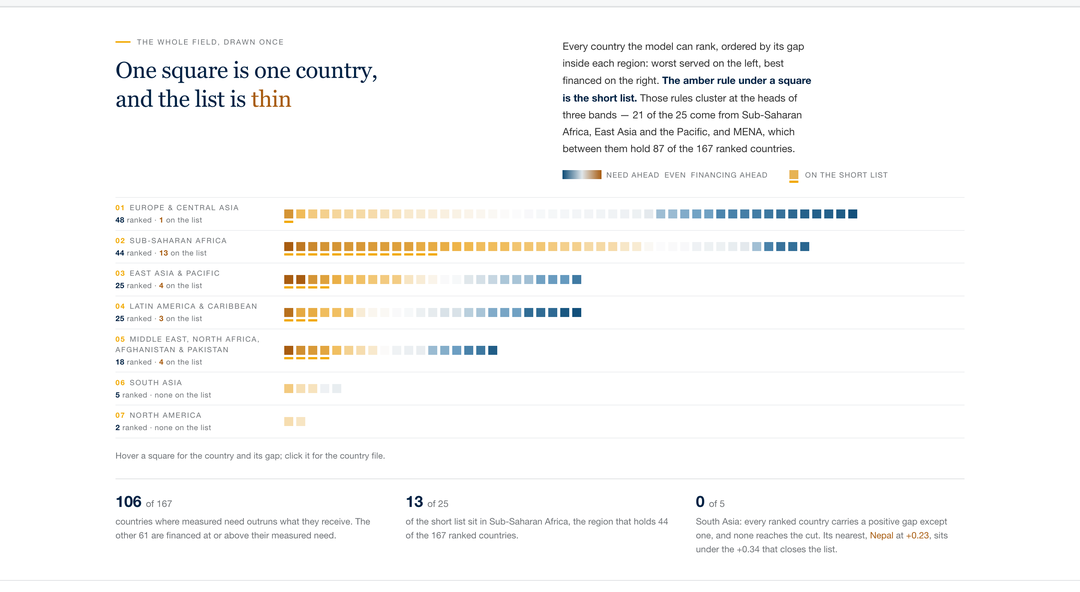 THE WHOLE FIELD, DRAWN ONCE
One square is one country,
and the list is thin
Every country the model can rank, ordered by its gap
inside each region: worst served on the left, best
financed on the right. The amber rule under a square
is the short list. Those rules cluster at the heads of
three bands — 21 of the 25 come from Sub-Saharan
Africa, East Asia and the Pacific, and MENA, which
between them hold 87 of the 167 ranked countries.
NEED AHEAD EVEN FINANCING AHEAD ON THE SHORT LIST
01 EUROPE & CENTRAL ASIA
48 ranked · 1 on the list
02 SUB-SAHARAN AFRICA
44 ranked · 13 on the list
03 EAST ASIA & PACIFIC
25 ranked · 4 on the list
04 LATIN AMERICA & CARIBBEAN
25 ranked · 3 on the list
05 MIDDLE EAST, NORTH AFRICA,
AFGHANISTAN & PAKISTAN
18 ranked · 4 on the list
06 SOUTH ASIA
5 ranked · none on the list
07 NORTH AMERICA
2 ranked · none on the list
Hover a square for the country and its gap; click it for the country file.
106 of 167
countries where measured need outruns what they receive. The
other 61 are financed at or above their measured need.
13 of 25
of the short list sit in Sub-Saharan Africa, the region that holds 44
of the 167 ranked countries.
0 of 5
South Asia: every ranked country carries a positive gap except
one, and none reaches the cut. Its nearest, Nepal at +0.23, sits
under the +0.34 that closes the list.